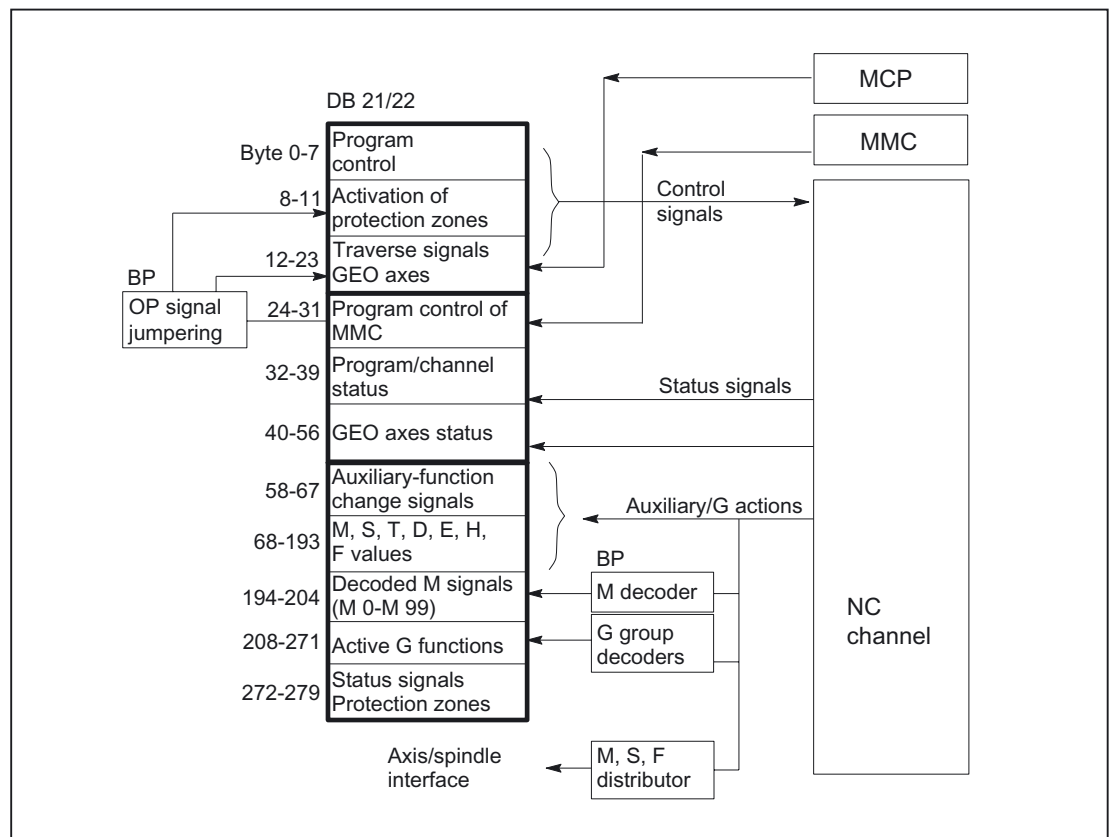 MCP
DB 21/22
MMC
Byte 0-7
Program
control
Control
signals
8-11
Activation of
protection zones
12-23
Traverse signals
GEO axes
BP
OP signal
jumpering
24-31
Program control of
MMC
32-39
Program/channel
status
Status signals
40-56
GEO axes status
58-67
Auxiliary-function
change signals
Auxiliary/G actions
68-193
M, S, T, D, E, H,
F values
BP
194-204
Decoded M signals
(M 0-M 99)
M decoder
NC
channel
208-271
Active G functions
G group
decoders
272-279
Status signals
Protection zones
Axis/spindle
interface
M, S, F
distributor